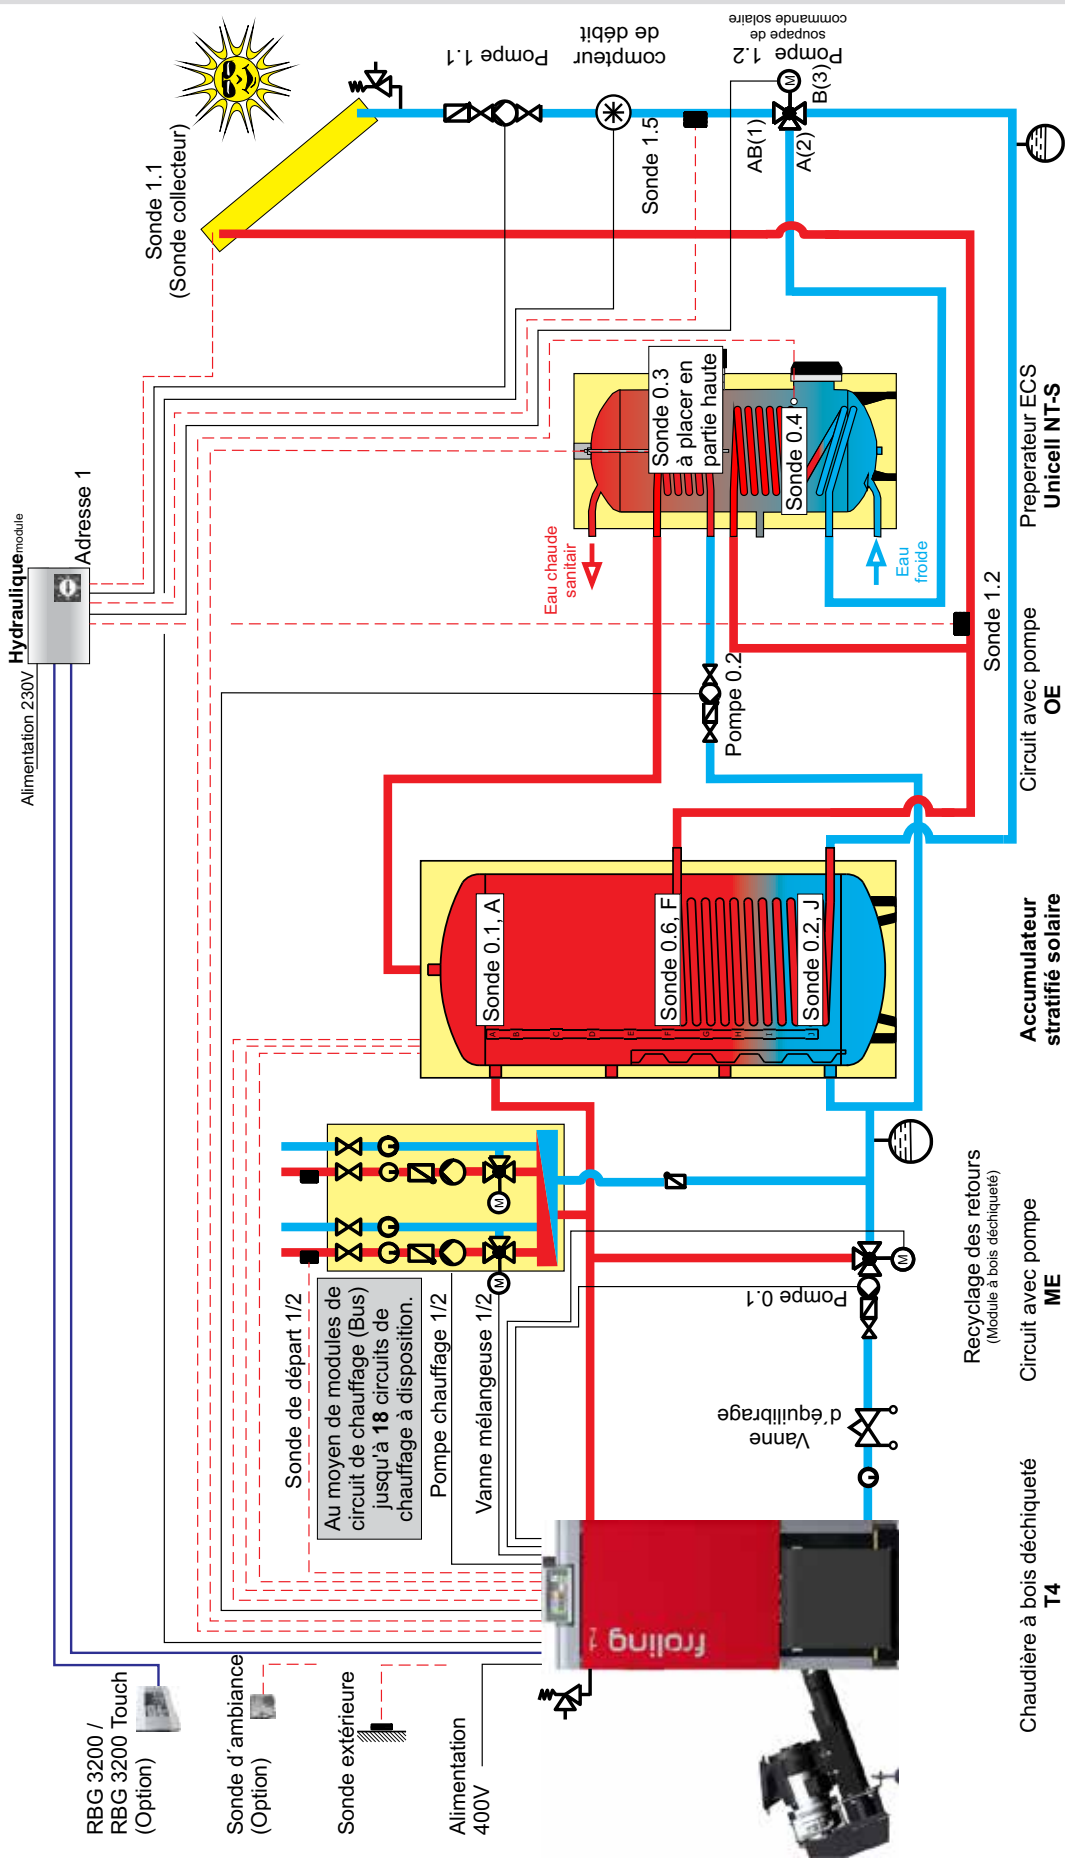 RBG 3200 /
RBG 3200 Touch
(Option)
Sonde d´ambiance
(Option)
Sonde extérieure
Alimentation
400V
Alimentation 230V
Hydraulique module
Adresse 1
Sonde 1.1
(Sonde collecteur)
Pompe 1.1
compteur
de débit
Pompe 1.2
soupape de
commande solaire
M
B(3)
AB(1)
A(2)
Sonde 1.5
Sonde 0.3
à placer en
partie haute
Sonde 0.4
Eau chaude
sanitair
Eau
froide
Sonde 1.2
Pompe 0.2
Sonde 0.1, A
Sonde 0.6, F
Sonde 0.2, J
A
B
C
D
E
F
G
H
I
J
Sonde de départ 1/2
Au moyen de modules de
circuit de chauffage (Bus)
jusqu'à 18 circuits de
chauffage à disposition.
Pompe chauffage 1/2
Vanne mélangeuse 1/2
M
M
M
Pompe 0.1
Vanne
d´équilibrage
froling
T4
Recyclage des retours
(Module à bois déchiqueté)
Chaudière à bois déchiqueté
T4
Circuit avec pompe
ME
Accumulateur
stratifié solaire
Circuit avec pompe
OE
Preperateur ECS
Unicell NT-S